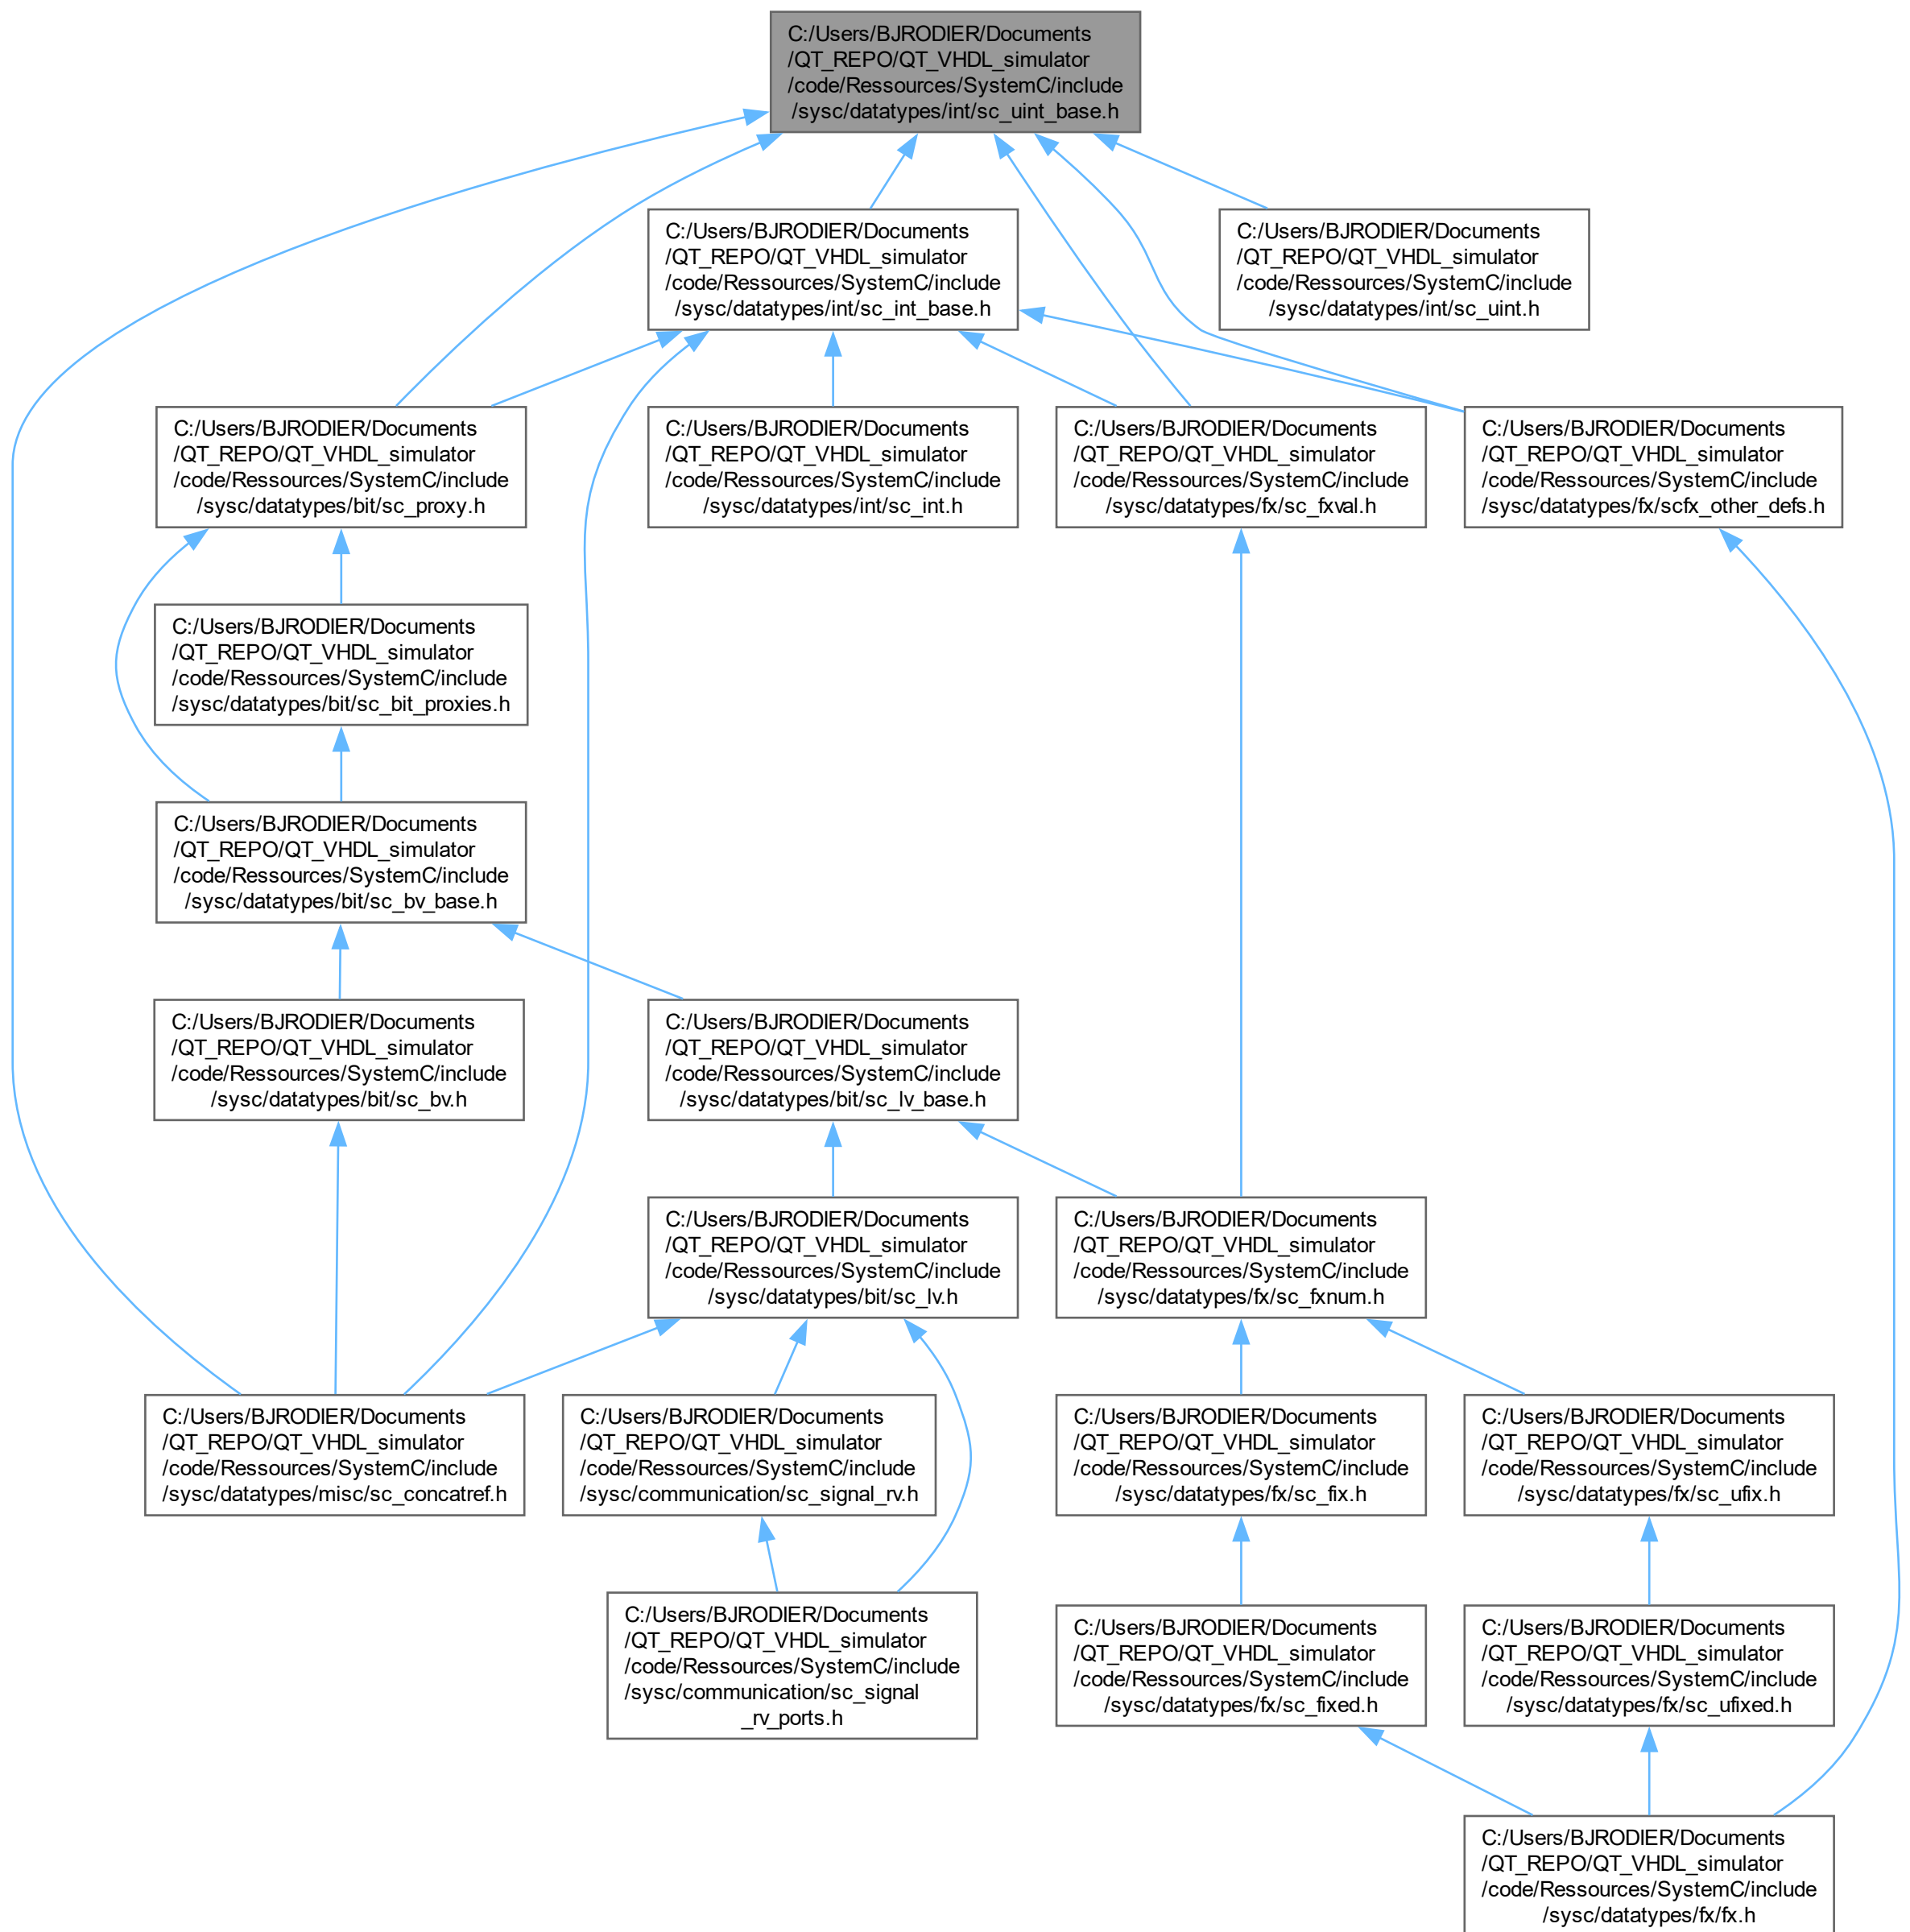 C:/Users/BJRODIER/Documents
/QT_REPO/QT_VHDL_simulator
/code/Ressources/SystemC/include
/sysc/datatypes/int/sc_uint_base.h
C:/Users/BJRODIER/Documents
/QT_REPO/QT_VHDL_simulator
/code/Ressources/SystemC/include
/sysc/datatypes/int/sc_int_base.h
C:/Users/BJRODIER/Documents
/QT_REPO/QT_VHDL_simulator
/code/Ressources/SystemC/include
/sysc/datatypes/int/sc_uint.h
C:/Users/BJRODIER/Documents
/QT_REPO/QT_VHDL_simulator
/code/Ressources/SystemC/include
/sysc/datatypes/bit/sc_proxy.h
C:/Users/BJRODIER/Documents
/QT_REPO/QT_VHDL_simulator
/code/Ressources/SystemC/include
/sysc/datatypes/int/sc_int.h
C:/Users/BJRODIER/Documents
/QT_REPO/QT_VHDL_simulator
/code/Ressources/SystemC/include
/sysc/datatypes/fx/sc_fxval.h
C:/Users/BJRODIER/Documents
/QT_REPO/QT_VHDL_simulator
/code/Ressources/SystemC/include
/sysc/datatypes/fx/scfx_other_defs.h
C:/Users/BJRODIER/Documents
/QT_REPO/QT_VHDL_simulator
/code/Ressources/SystemC/include
/sysc/datatypes/bit/sc_bit_proxies.h
C:/Users/BJRODIER/Documents
/QT_REPO/QT_VHDL_simulator
/code/Ressources/SystemC/include
/sysc/datatypes/bit/sc_bv_base.h
C:/Users/BJRODIER/Documents
/QT_REPO/QT_VHDL_simulator
/code/Ressources/SystemC/include
/sysc/datatypes/bit/sc_bv.h
C:/Users/BJRODIER/Documents
/QT_REPO/QT_VHDL_simulator
/code/Ressources/SystemC/include
/sysc/datatypes/bit/sc_lv_base.h
C:/Users/BJRODIER/Documents
/QT_REPO/QT_VHDL_simulator
/code/Ressources/SystemC/include
/sysc/datatypes/bit/sc_lv.h
C:/Users/BJRODIER/Documents
/QT_REPO/QT_VHDL_simulator
/code/Ressources/SystemC/include
/sysc/datatypes/fx/sc_fxnum.h
C:/Users/BJRODIER/Documents
/QT_REPO/QT_VHDL_simulator
/code/Ressources/SystemC/include
/sysc/datatypes/misc/sc_concatref.h
C:/Users/BJRODIER/Documents
/QT_REPO/QT_VHDL_simulator
/code/Ressources/SystemC/include
/sysc/communication/sc_signal_rv.h
C:/Users/BJRODIER/Documents
/QT_REPO/QT_VHDL_simulator
/code/Ressources/SystemC/include
/sysc/datatypes/fx/sc_fix.h
C:/Users/BJRODIER/Documents
/QT_REPO/QT_VHDL_simulator
/code/Ressources/SystemC/include
/sysc/datatypes/fx/sc_ufix.h
C:/Users/BJRODIER/Documents
/QT_REPO/QT_VHDL_simulator
/code/Ressources/SystemC/include
/sysc/communication/sc_signal
_rv_ports.h
C:/Users/BJRODIER/Documents
/QT_REPO/QT_VHDL_simulator
/code/Ressources/SystemC/include
/sysc/datatypes/fx/sc_fixed.h
C:/Users/BJRODIER/Documents
/QT_REPO/QT_VHDL_simulator
/code/Ressources/SystemC/include
/sysc/datatypes/fx/sc_ufixed.h
C:/Users/BJRODIER/Documents
/QT_REPO/QT_VHDL_simulator
/code/Ressources/SystemC/include
/sysc/datatypes/fx/fx.h